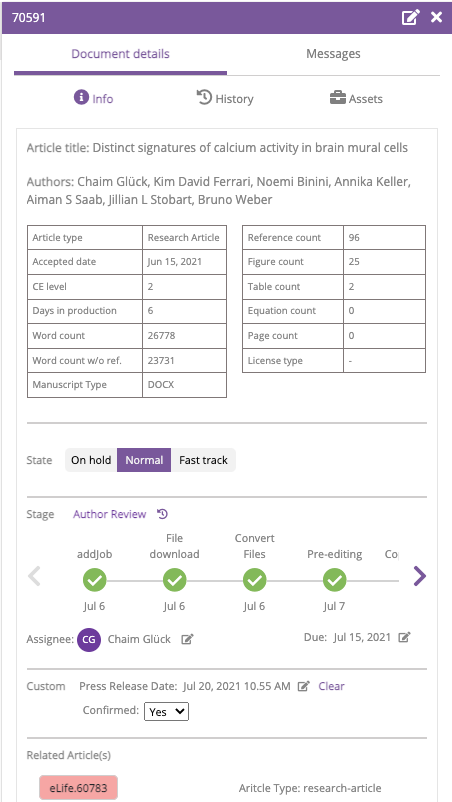 70591
Document details Messages
Info History Assets
Article title: Distinct signatures of calcium activity in brain mural cells
Authors: Chaim Glück, Kim David Ferrari, Noemi Binini, Annika Keller,
Aiman S Saab, Jillian L Stobart, Bruno Weber
Article type Research Article
Accepted date Jun 15, 2021
CE level 2
Days in production 6
Word count 26778
Word count w/o ref. 23731
Manuscript Type DOCX
Reference count 96
Figure count 25
Table count 2
Equation count 0
Page count 0
License type -
State On hold Normal Fast track
Stage Author Review
addJob File download Convert Files Pre-editing Co
Jul 6 Jul 6 Jul 6 Jul 7
Assignee: CG Chaim Glück Due: Jul 15, 2021
Custom Press Release Date: Jul 20, 2021 10.55 AM Clear
Confirmed: Yes
Related Article(s)
eLife.60783 Aritcle Type: research-article